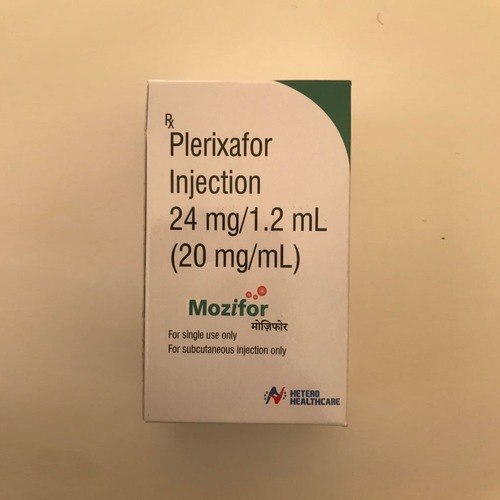 Rx
Plerixafor
Injection
24 mg/1.2 mL
(20 mg/mL)
Mozifor
मोज़िफोर
For single use only
For subcutaneous injection only
HETERO
HEALTHCARE